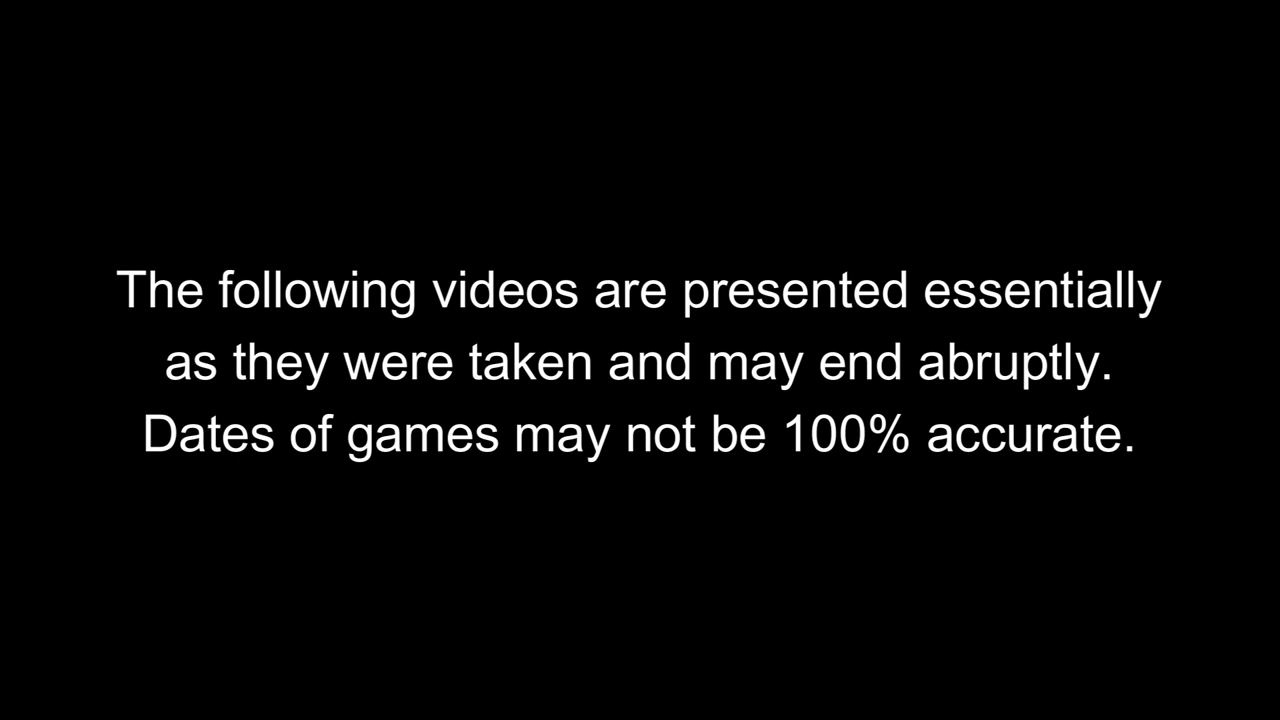 The following videos are presented essentially
as they were taken and may end abruptly.
Dates of games may not be 100% accurate.